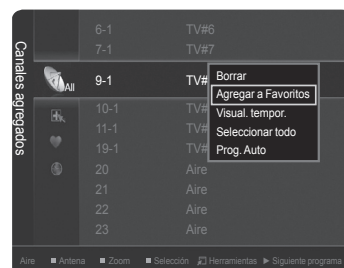 Canales agregados
6-1 TV#6
7-1 TV#7
All 9-1 TV#
Borrar
Agregar a Favoritos
Visual. tempor.
Seleccionar todo
Prog. Auto
10-1 TV#
11-1 TV#
19-1 TV#
20 Aire
21 Aire
22 Aire
23 Aire
Aire Antena Zoom Selección Herramientas Siguiente programa